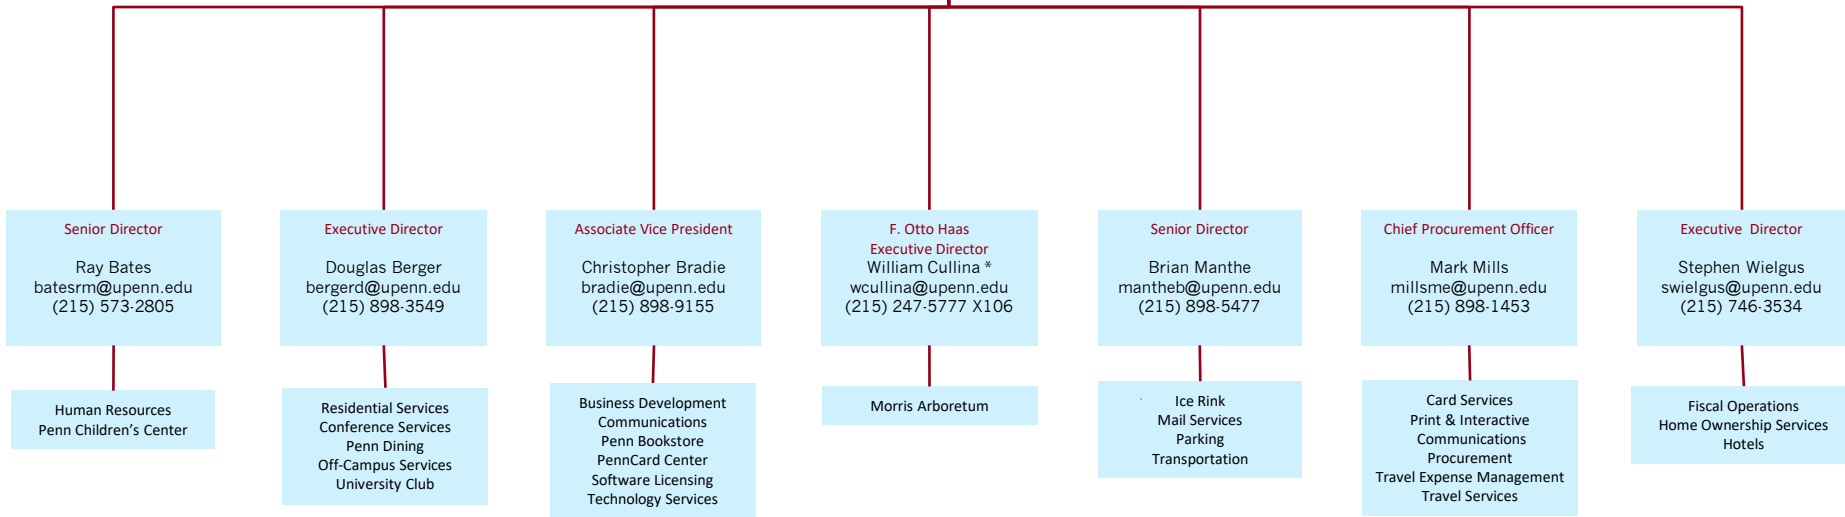 Senior Director
Ray Bates
batesrm@upenn.edu
(215) 573-2805
Human Resources
Penn Children’s Center
Executive Director
Douglas Berger
bergerd@upenn.edu
(215) 898-3549
Residential Services
Conference Services
Penn Dining
Off-Campus Services
University Club
Associate Vice President
Christopher Bradie
bradie@upenn.edu
(215) 898-9155
Business Development
Communications
Penn Bookstore
PennCard Center
Software Licensing
Technology Services
F. Otto Haas
Executive Director
William Cullina *
wcullina@upenn.edu
(215) 247-5777 X106
Morris Arboretum
Senior Director
Brian Manthe
mantheb@upenn.edu
(215) 898-5477
Ice Rink
Mail Services
Parking
Transportation
Chief Procurement Officer
Mark Mills
millsme@upenn.edu
(215) 898-1453
Card Services
Print & Interactive
Communications
Procurement
Travel Expense Management
Travel Services
Executive  Director
Stephen Wielgus
swielgus@upenn.edu
(215) 746-3534
Fiscal Operations
Home Ownership Services
Hotels